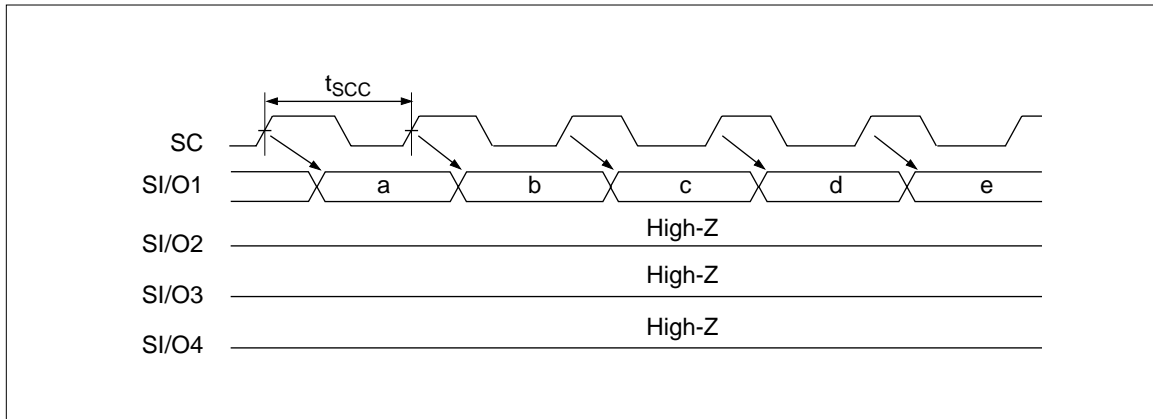 tSCC
SC
SI/O1 a b c d e
High-Z
SI/O2
High-Z
SI/O3
High-Z
SI/O4